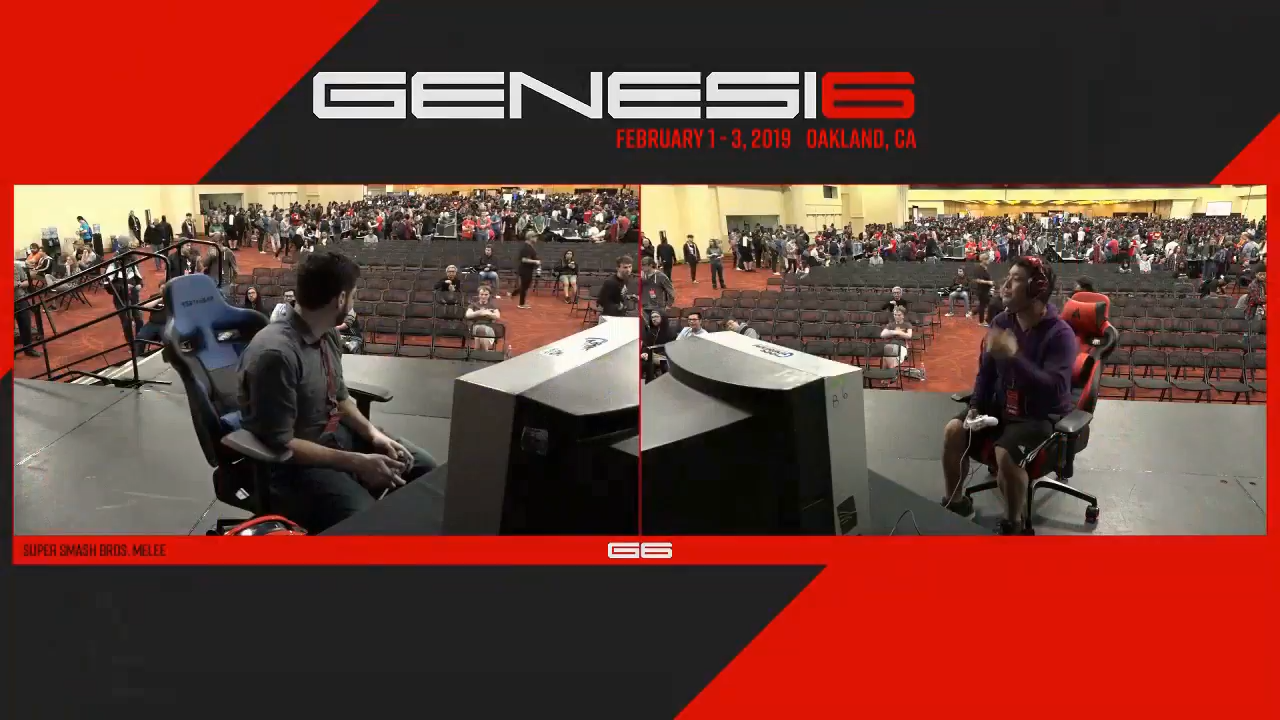 GENESI6
FEBRUARY 1 - 3, 2019 OAKLAND, CA
SUPER SMASH BROS. MELEE
G6